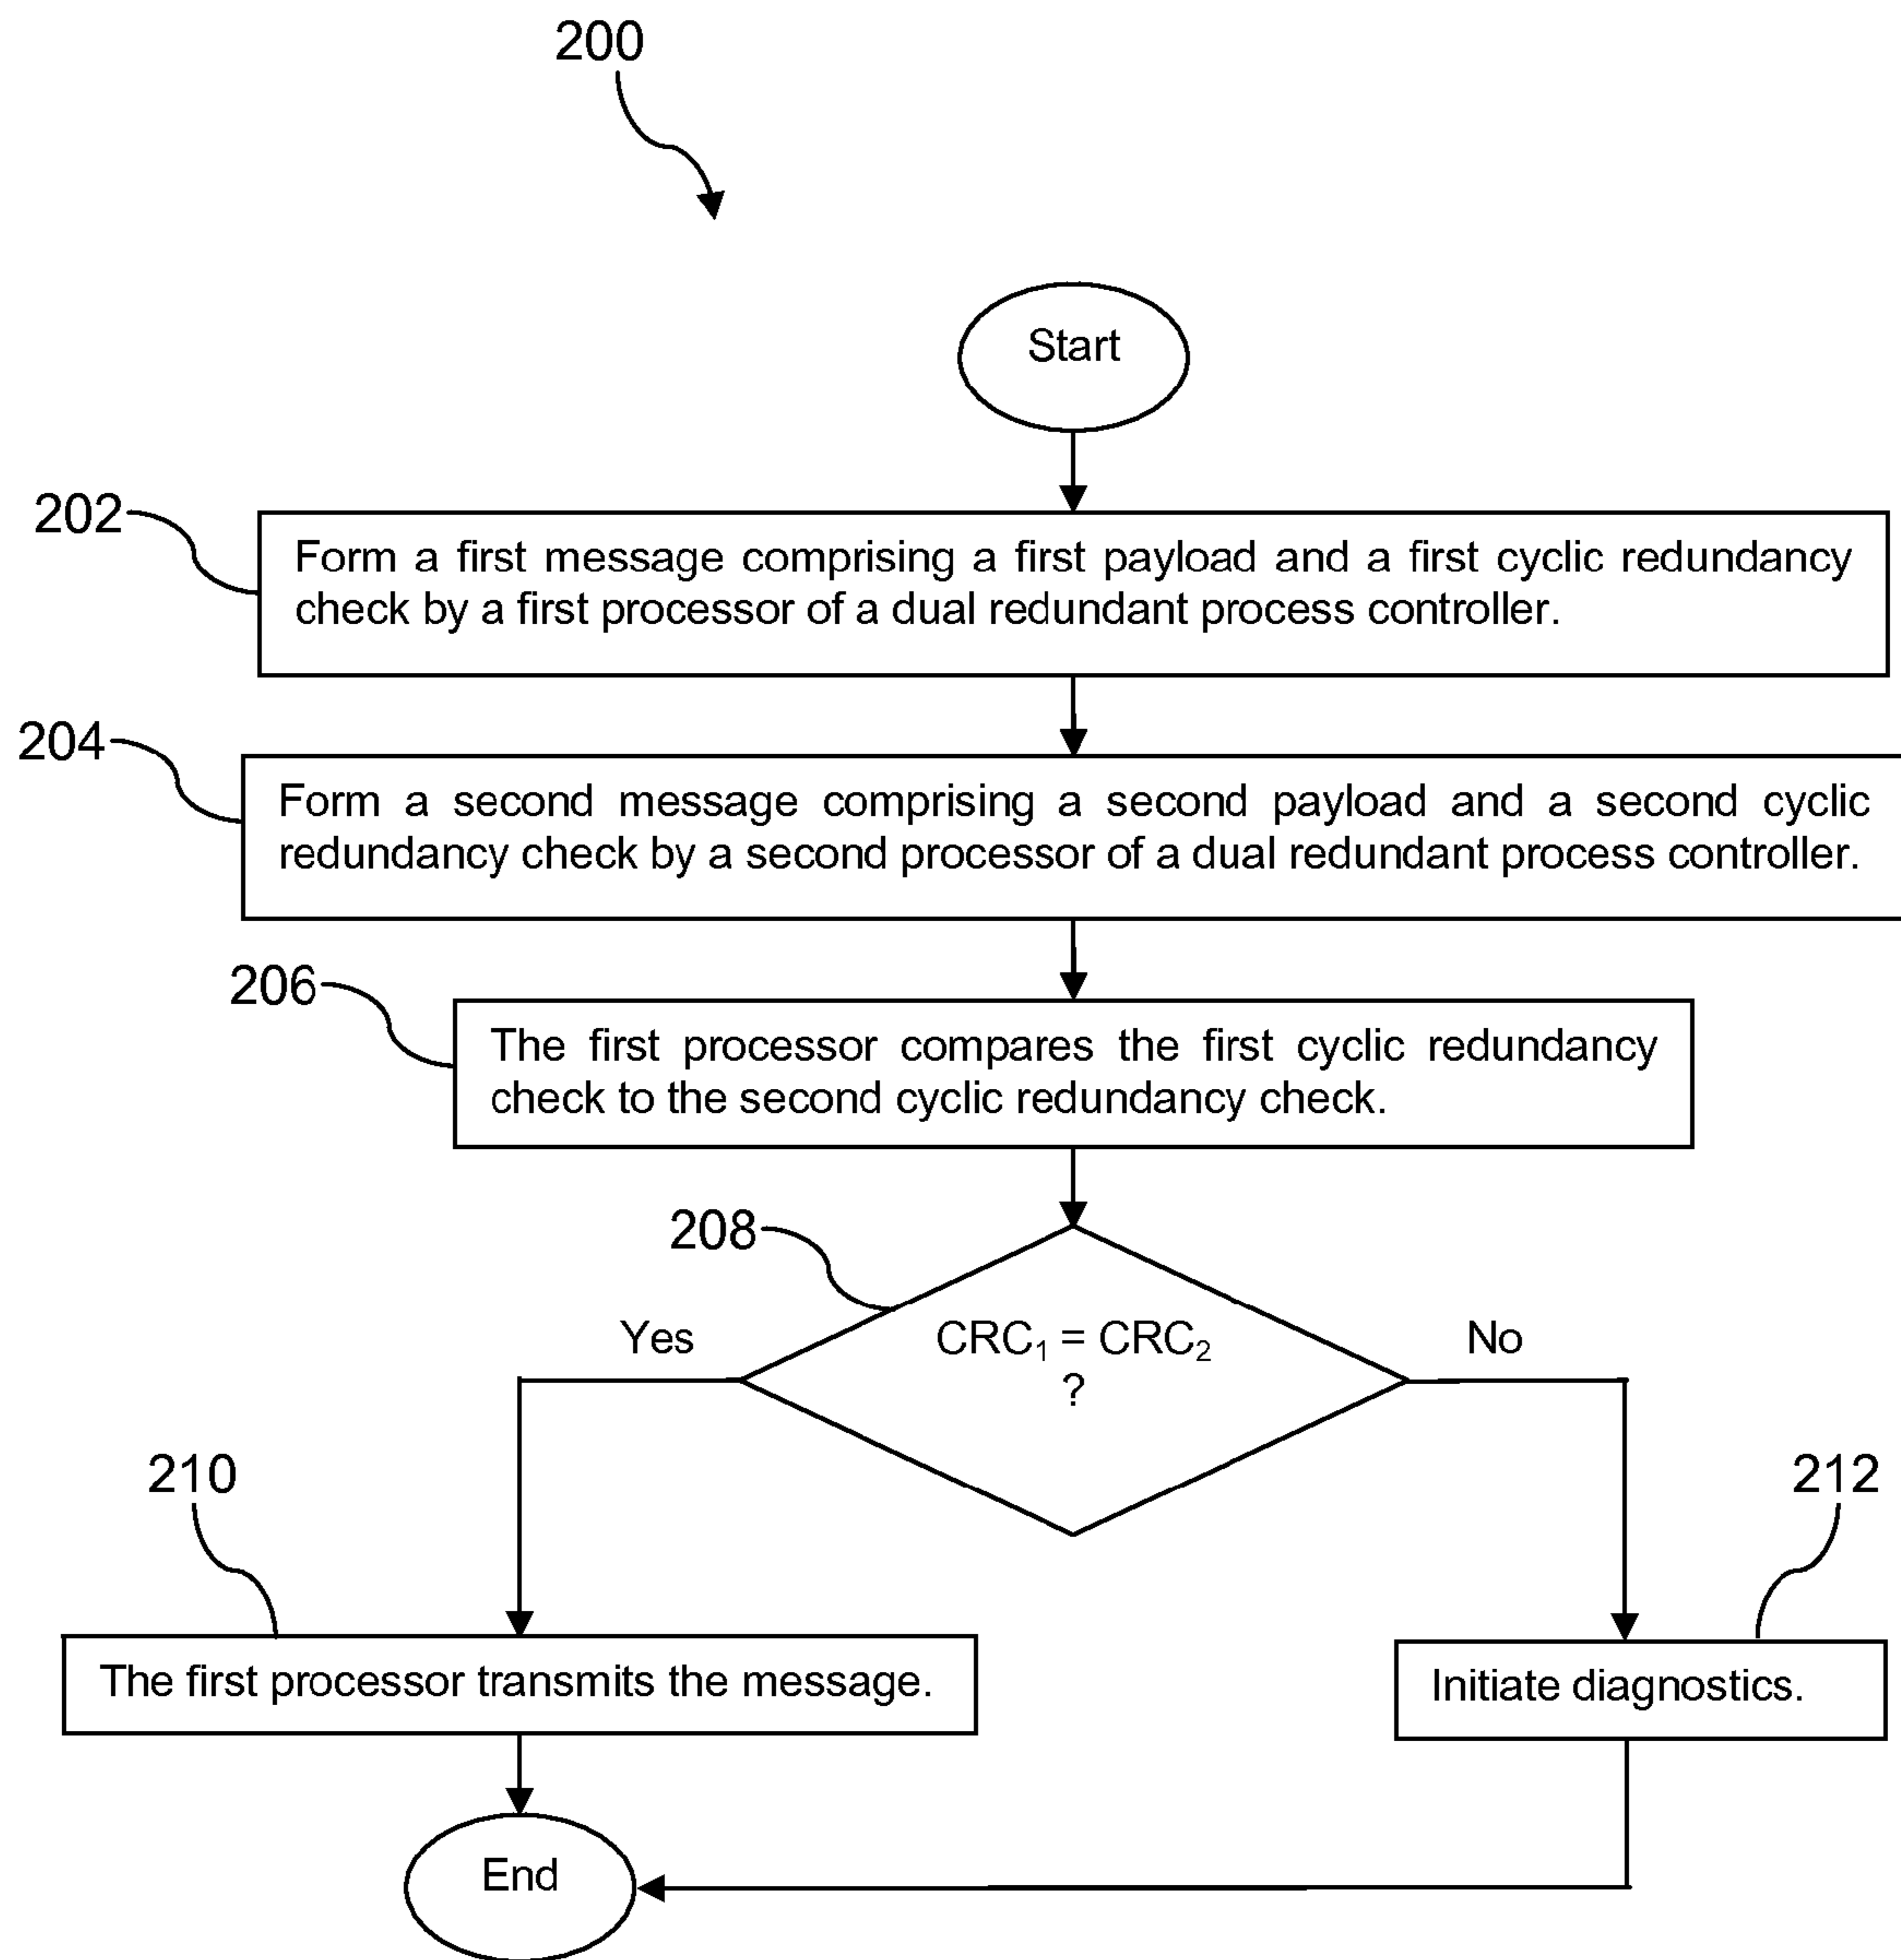 200
Start
202
Form a first message comprising a first payload and a first cyclic redundancy
check by a first processor of a dual redundant process controller.
204
Form a second message comprising a second payload and a second cyclic
redundancy check by a second processor of a dual redundant process controller.
206
The first processor compares the first cyclic redundancy
check to the second cyclic redundancy check.
208
Yes
CRC₁ = CRC₂
?
No
210
212
The first processor transmits the message.
Initiate diagnostics.
End